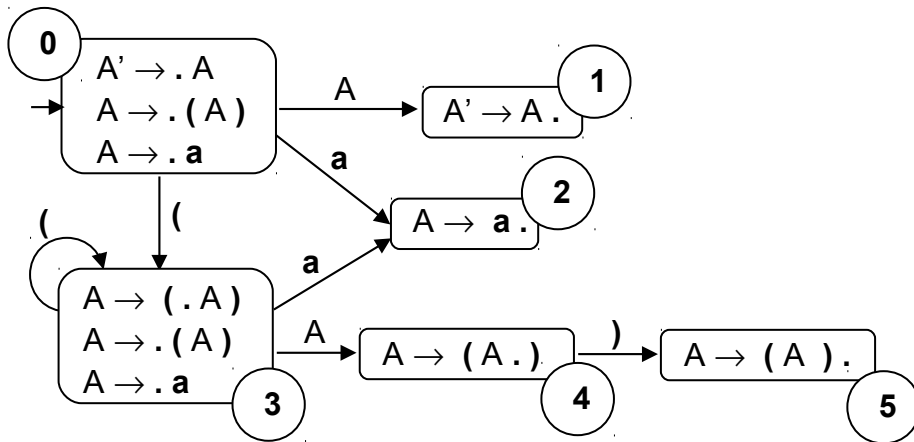 0
A’ → . A
A → . ( A )
A → . a
A
A’ → A .
1
a
A → a .
2
(
(
a
A → ( . A )
A → . ( A )
A → . a
3
A
A → ( A . )
4
)
A → ( A ) .
5